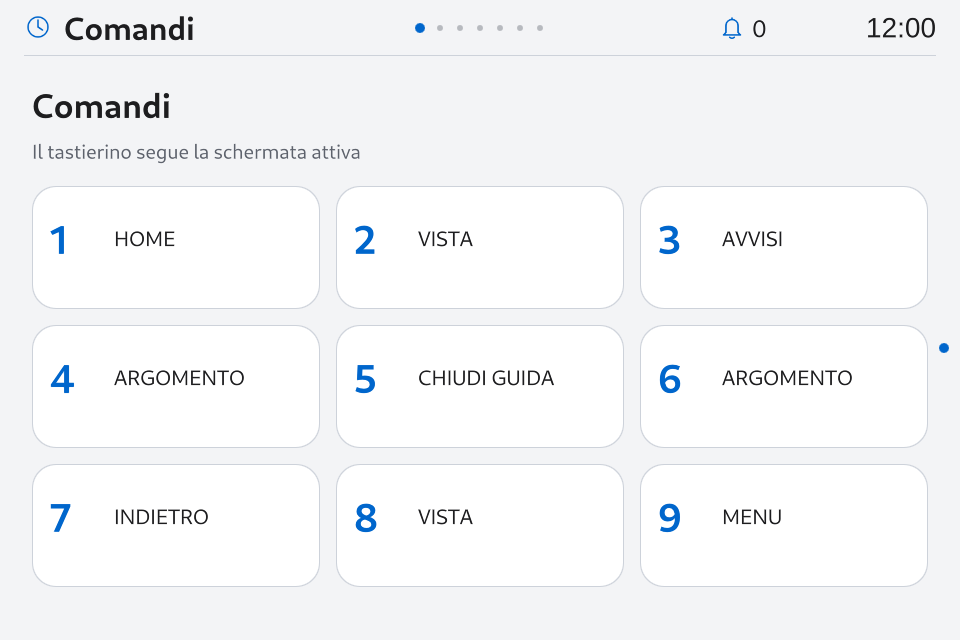 Comandi
0
12:00
Comandi
Il tastierino segue la schermata attiva
1 HOME
2 VISTA
3 AVVISI
4 ARGOMENTO
5 CHIUDI GUIDA
6 ARGOMENTO
7 INDIETRO
8 VISTA
9 MENU